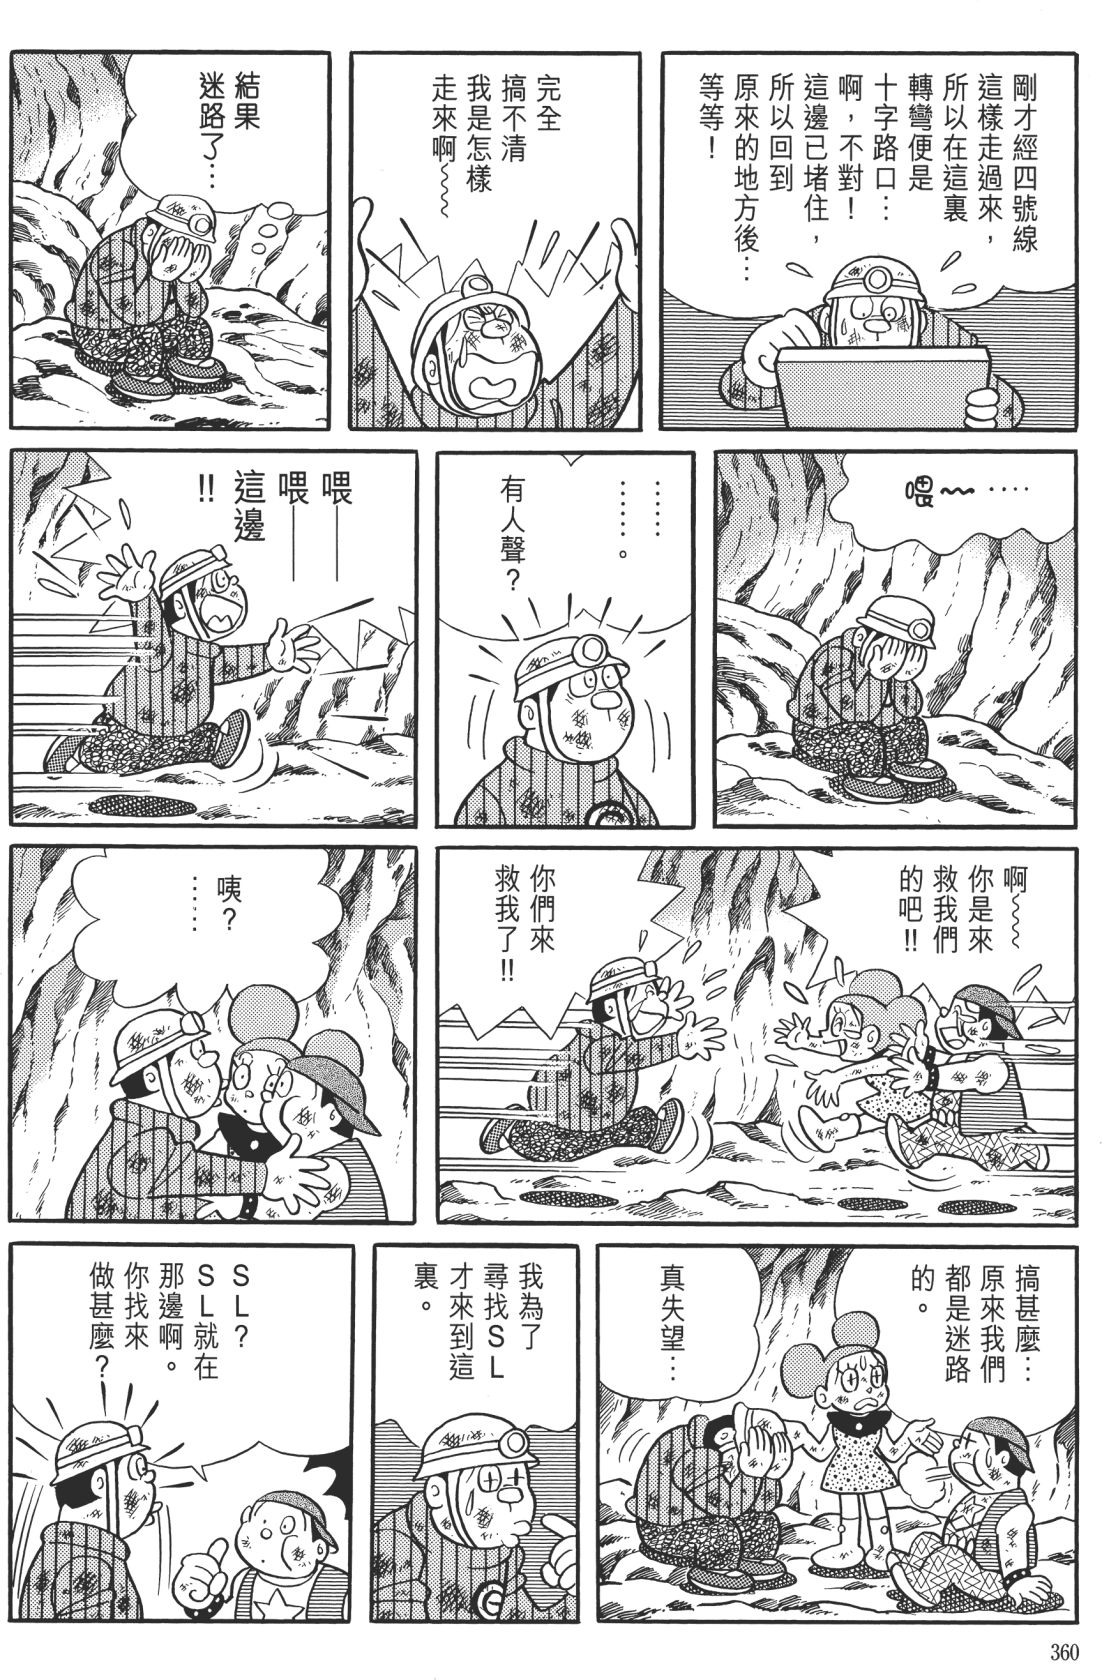 剛才經四號線
這樣走過來，
所以在這裏
轉彎便是
十字路口…
啊，不對！
這邊已堵住，
所以回到
原來的地方後…
等等！
完全
搞不清
我是怎樣
走來啊~~~
結果
迷路了…
……
喂~
……
……。
有人聲？
喂——
喂——
這邊
!!
啊~~~
你是來
救我們
的吧!!
你們來
救我了!!
咦？
……
搞甚麼…
原來我們
都是迷路
的。
真失望…
我為了
尋找SL
才來到這
裏。
SL？
SL就在
那邊啊。
你找來
做甚麼？
360